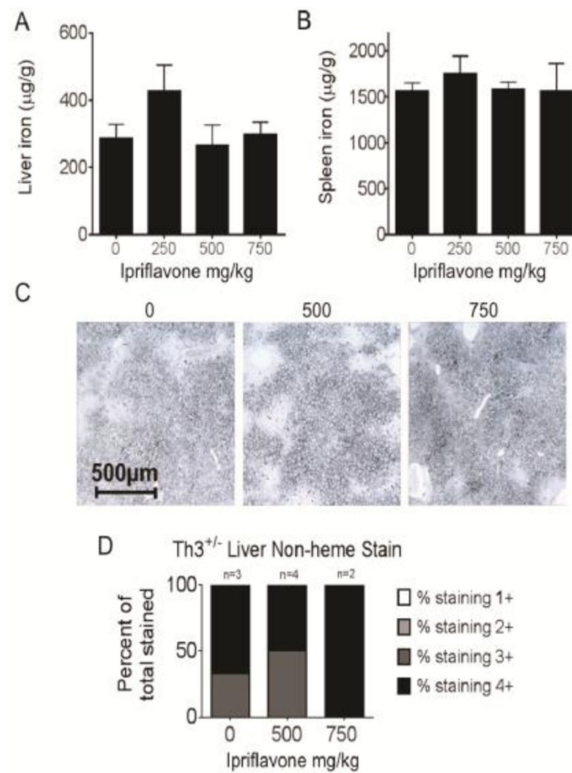 A
Liver iron (µg/g)
600
400
200
0
0 250 500 750
Ipriflavone mg/kg
B
Spleen iron (µg/g)
2000
1500
1000
500
0
0 250 500 750
Ipriflavone mg/kg
C
0 500 750
500µm
D
Th3+/- Liver Non-heme Stain
Percent of
total stained
100
50
0
n=3 n=4 n=2
0 500 750
Ipriflavone mg/kg
% staining 1+
% staining 2+
% staining 3+
% staining 4+